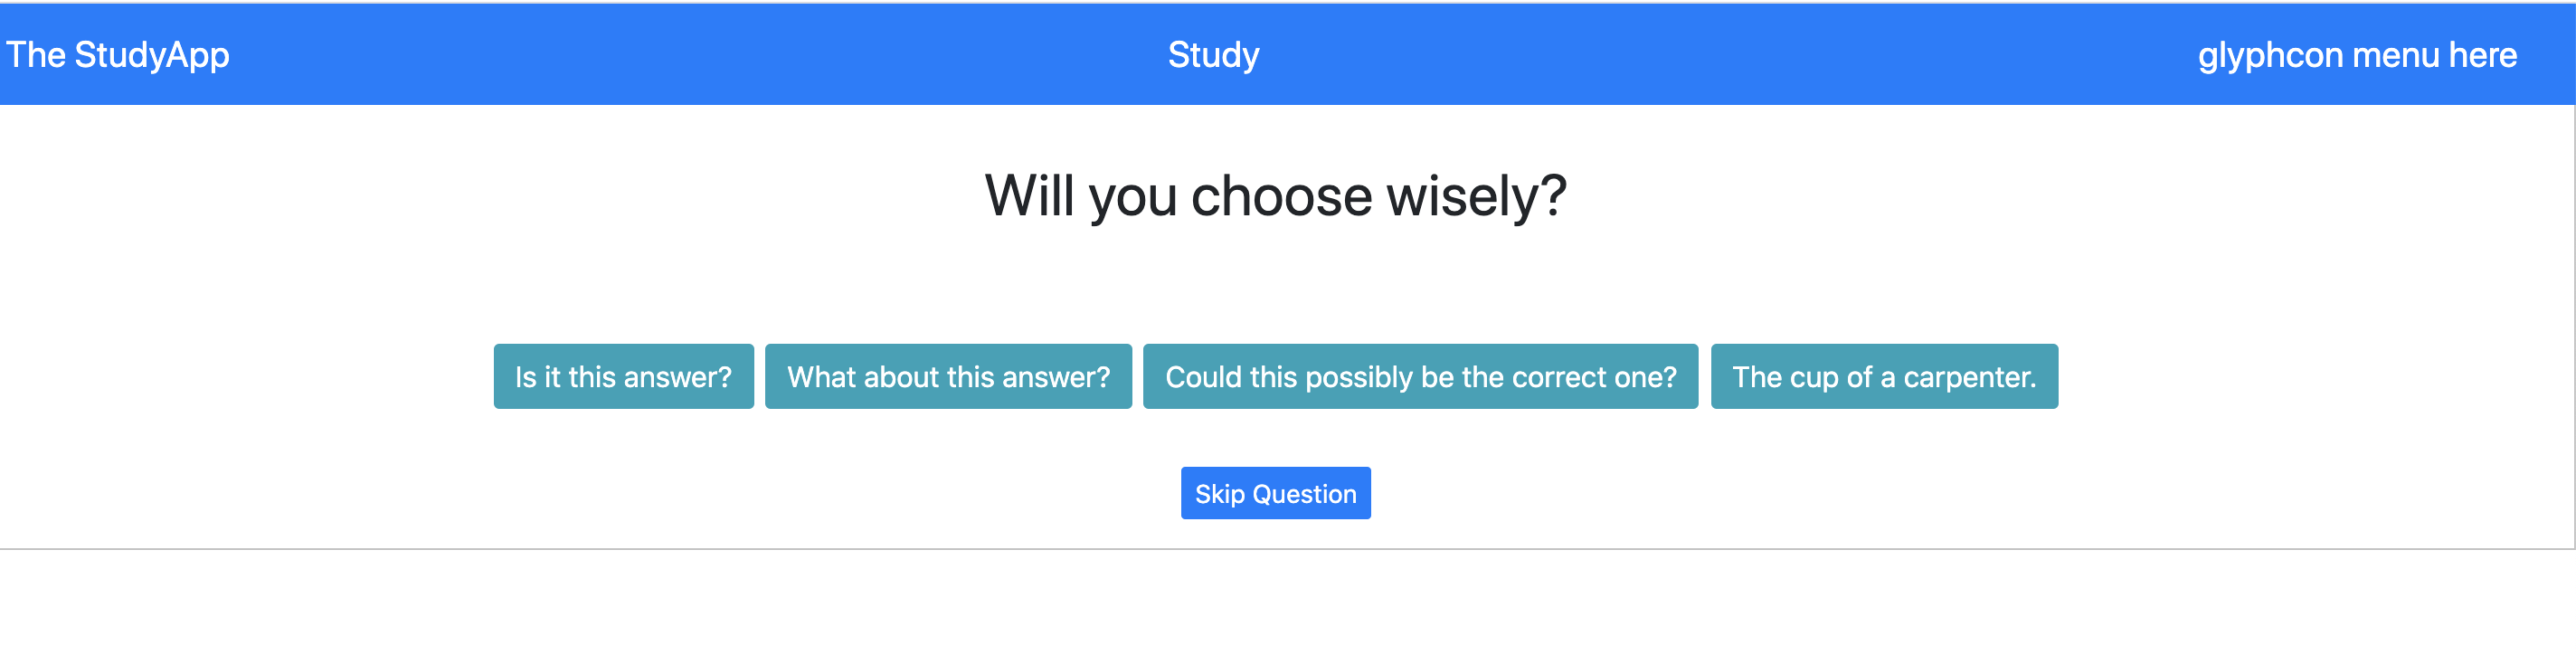 The StudyApp Study glyphcon menu here
Will you choose wisely?
Is it this answer? What about this answer? Could this possibly be the correct one? The cup of a carpenter.
Skip Question